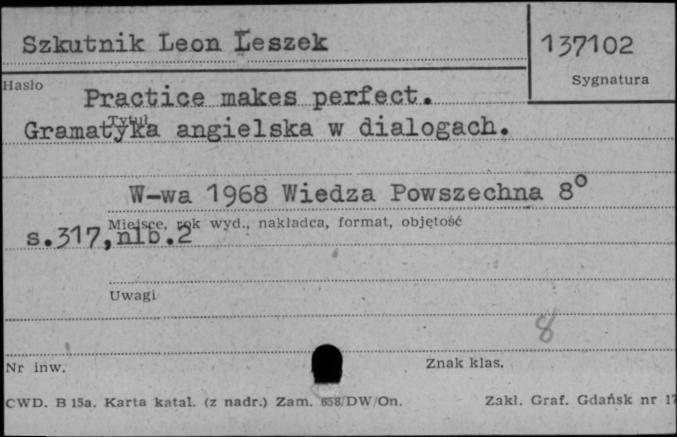 Szkutnik Leon Leszek
137102
Hasło
Sygnatura
Practice makes perfect.
Tytuł
Gramatyka angielska w dialogach.
W-wa 1968 Wiedza Powszechna 8°
Miejsce, rok wyd., nakładca, format, objętość
s.317,nlb.2
Uwagi
8
Nr inw.
Znak klas.
CWD. B 15a. Karta katal. (z nadr.) Zam. 658/DW/On.
Zakł. Graf. Gdańsk nr 17